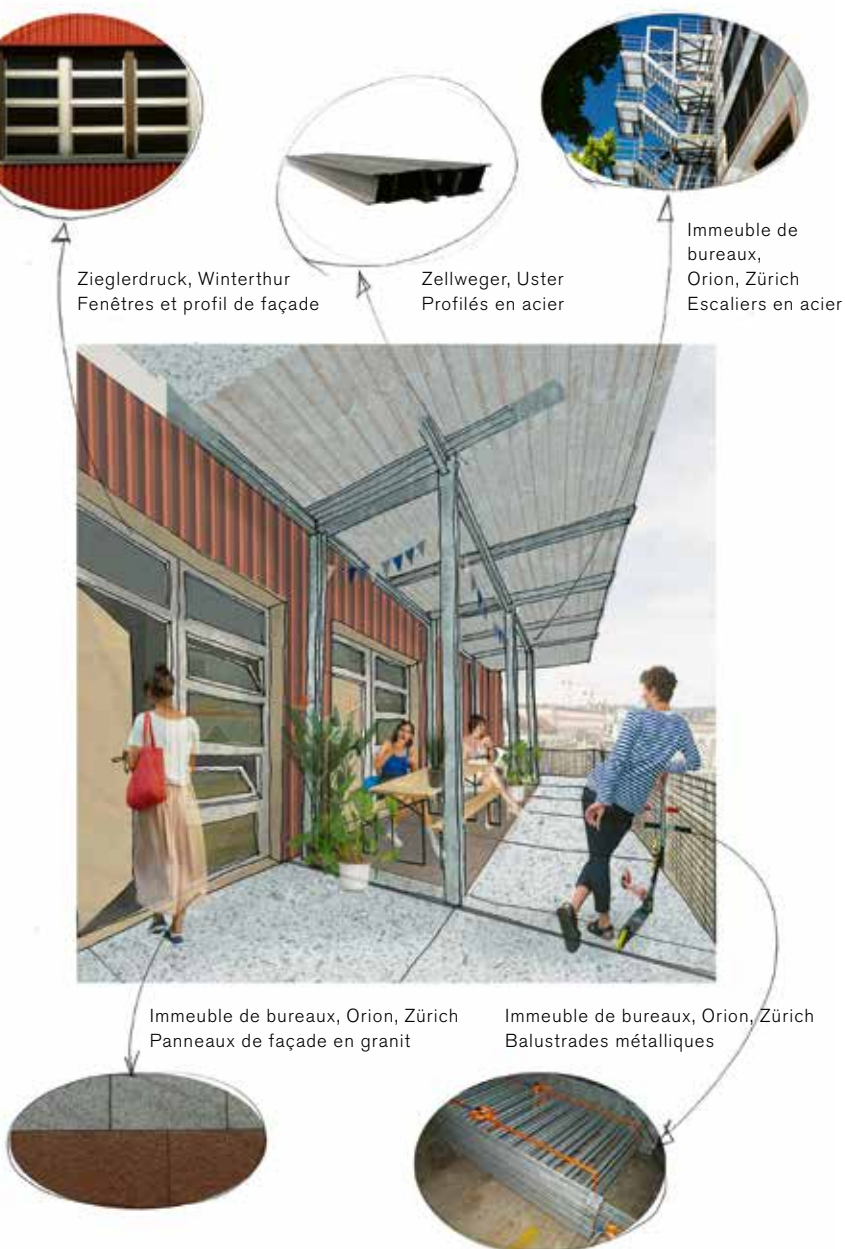 Zieglerdruck, Winterthur
Fenêtres et profil de façade
Zellweger, Uster
Profilés en acier
Immeuble de
bureaux,
Orion, Zürich
Escaliers en acier
Immeuble de bureaux, Orion, Zürich
Panneaux de façade en granit
Immeuble de bureaux, Orion, Zürich
Balustrades métalliques